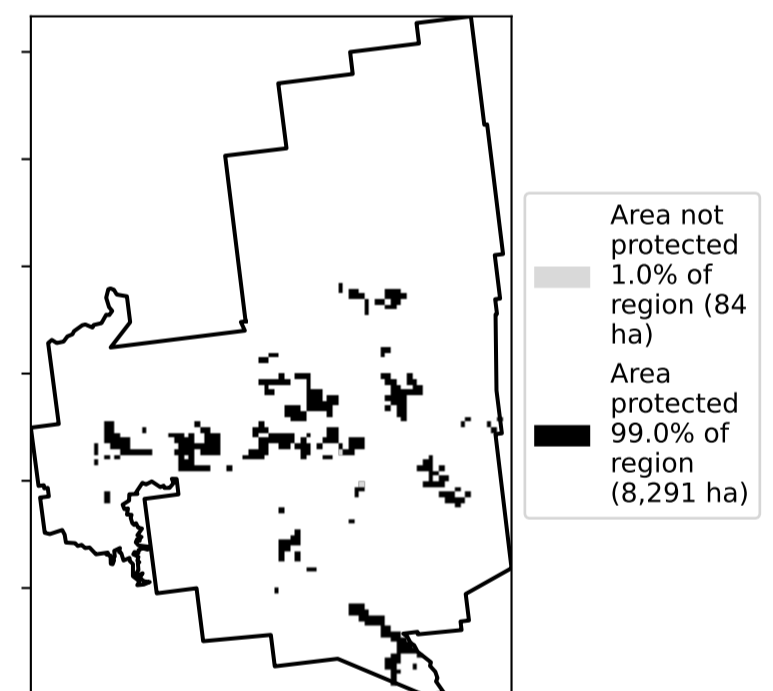 Area not
protected
1.0% of
region (84
ha)
Area
protected
99.0% of
region
(8,291 ha)